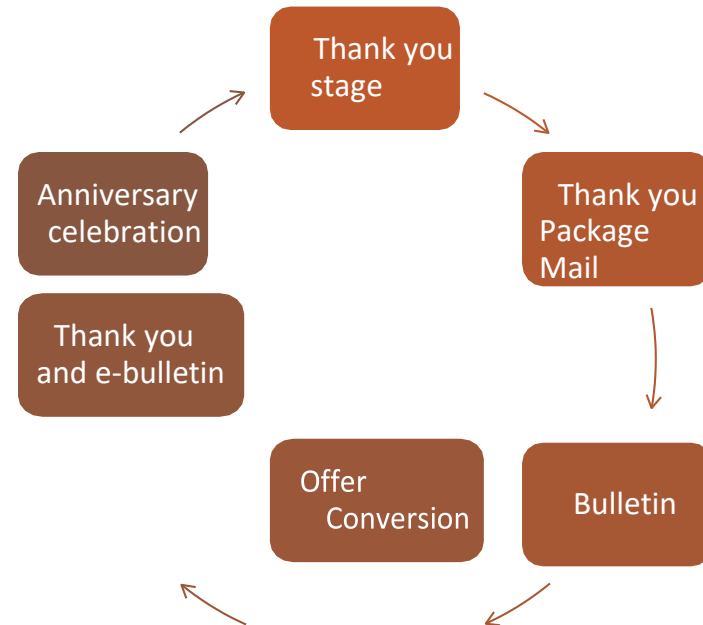 Thank you
stage
Thank you
Package
Mail
Bulletin
Offer
Conversion
Thank you
and e-bulletin
Anniversary
celebration